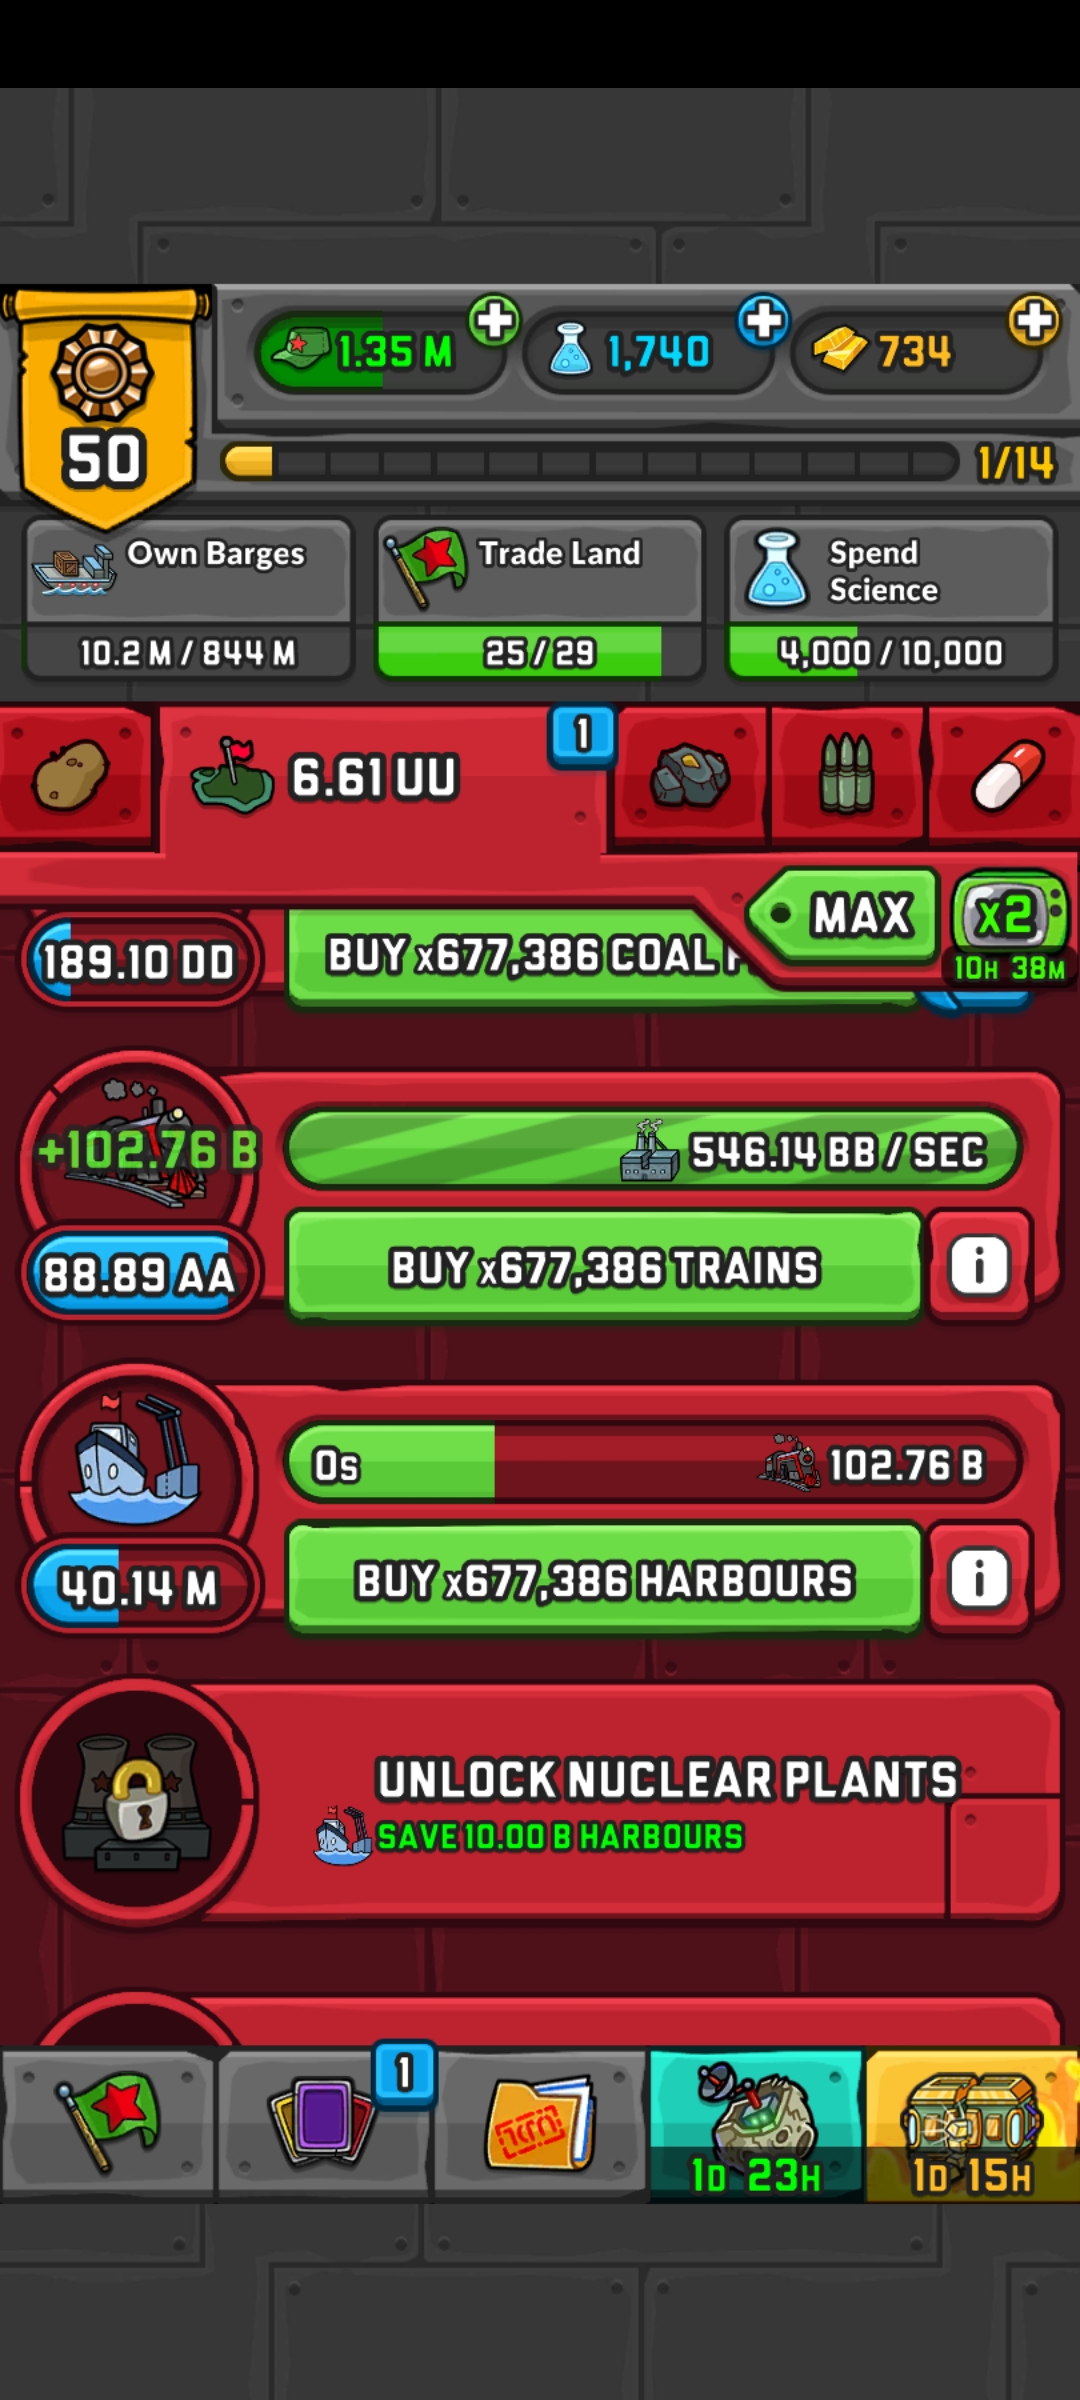 1.35 M
1,740
734
50
1/14
Own Barges
10.2 M / 844 M
Trade Land
25 / 29
Spend
Science
4,000 / 10,000
6.61 UU
1
MAX
x2
10H 38M
189.10 DD
BUY x677,386 COAL
+102.76 B
546.14 BB / SEC
88.89 AA
BUY x677,386 TRAINS
i
0s
102.76 B
40.14 M
BUY x677,386 HARBOURS
i
UNLOCK NUCLEAR PLANTS
SAVE 10.00 B HARBOURS
1
1D 23H
1D 15H